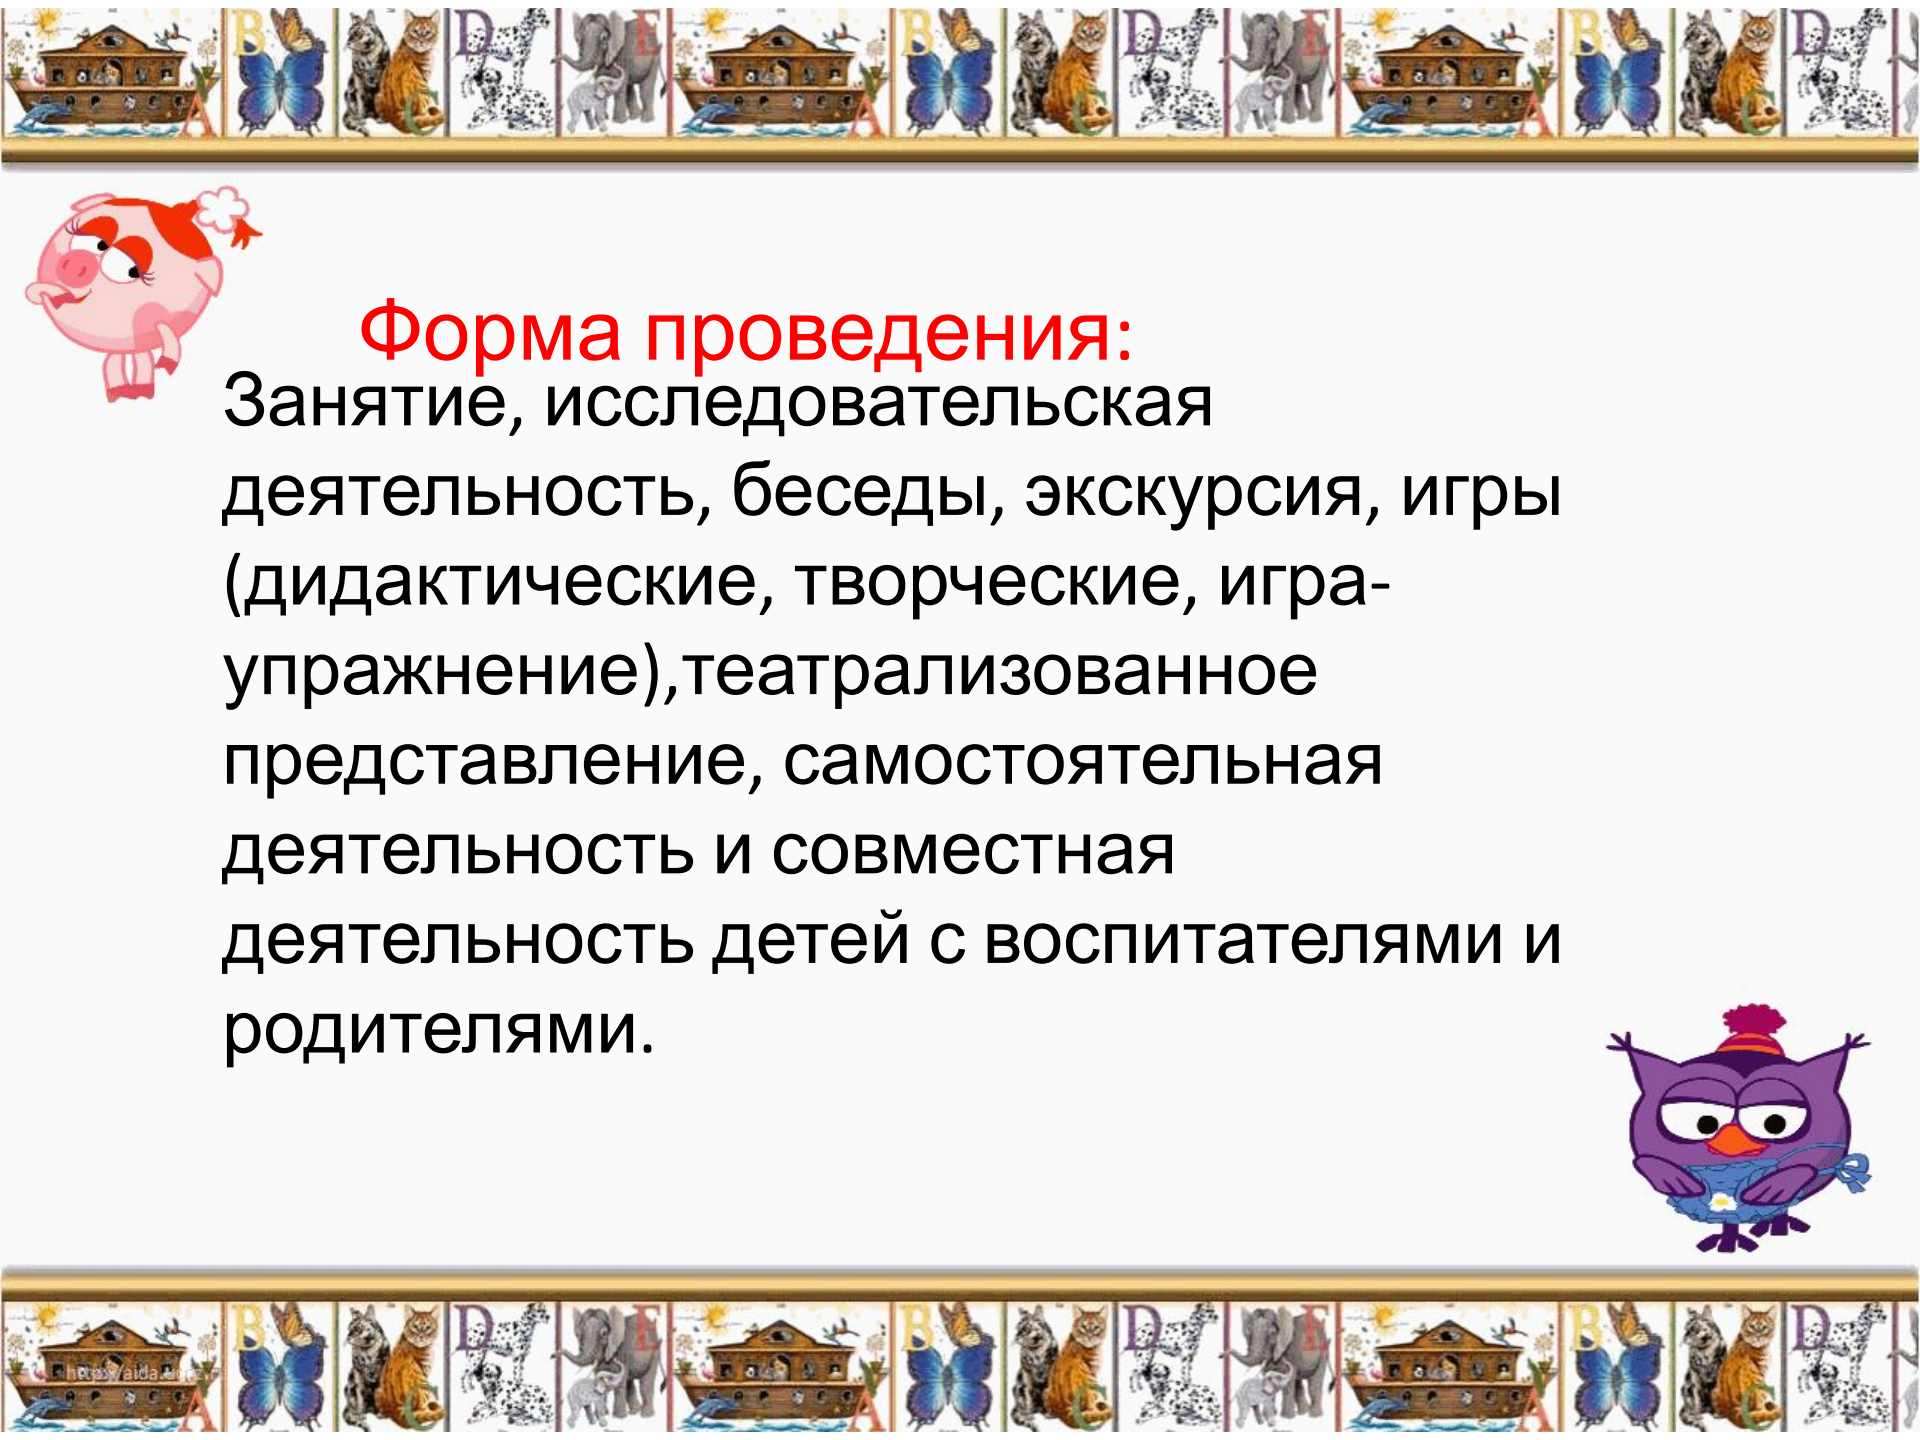 Форма проведения:
Занятие, исследовательская
деятельность, беседы, экскурсия, игры
(дидактические, творческие, игра-
упражнение),театрализованное
представление, самостоятельная
деятельность и совместная
деятельность детей с воспитателями и
родителями.